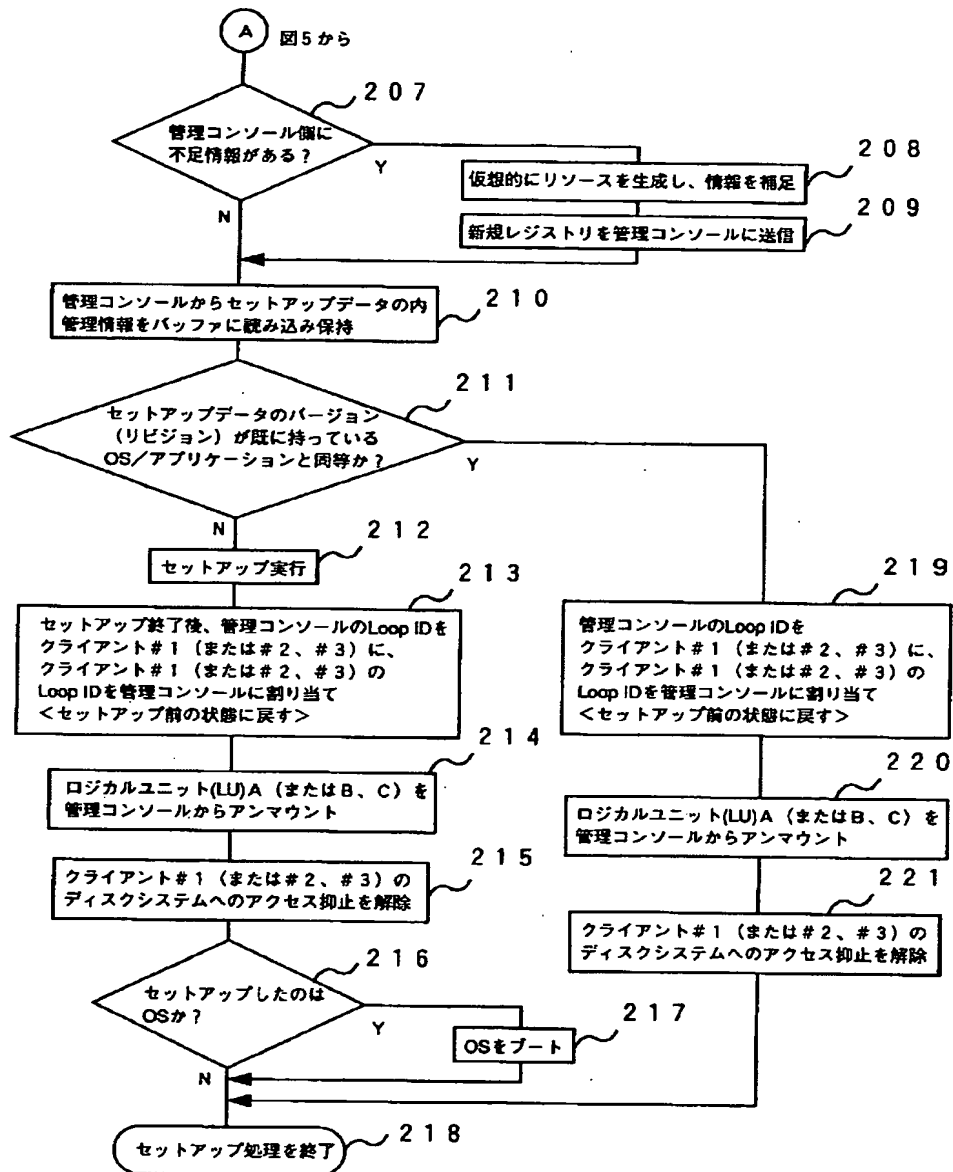 A 図5から
207
管理コンソール側に
不足情報がある?
Y
N
208
仮想的にリソースを生成し、情報を補足
209
新規レジストリを管理コンソールに送信
210
管理コンソールからセットアップデータの内
管理情報をバッファに読み込み保持
211
セットアップデータのバージョン
(リビジョン)が既に持っている
OS/アプリケーションと同等か?
Y
N
212
セットアップ実行
213
セットアップ終了後、管理コンソールのLoop IDを
クライアント#1(または#2、#3)に、
クライアント#1(または#2、#3)の
Loop IDを管理コンソールに割り当て
<セットアップ前の状態に戻す>
214
ロジカルユニット(LU)A(またはB、C)を
管理コンソールからアンマウント
215
クライアント#1(または#2、#3)の
ディスクシステムへのアクセス抑止を解除
216
セットアップしたのは
OSか?
Y
N
217
OSをブート
219
管理コンソールのLoop IDを
クライアント#1(または#2、#3)に、
クライアント#1(または#2、#3)の
Loop IDを管理コンソールに割り当て
<セットアップ前の状態に戻す>
220
ロジカルユニット(LU)A(またはB、C)を
管理コンソールからアンマウント
221
クライアント#1(または#2、#3)の
ディスクシステムへのアクセス抑止を解除
218
セットアップ処理を終了